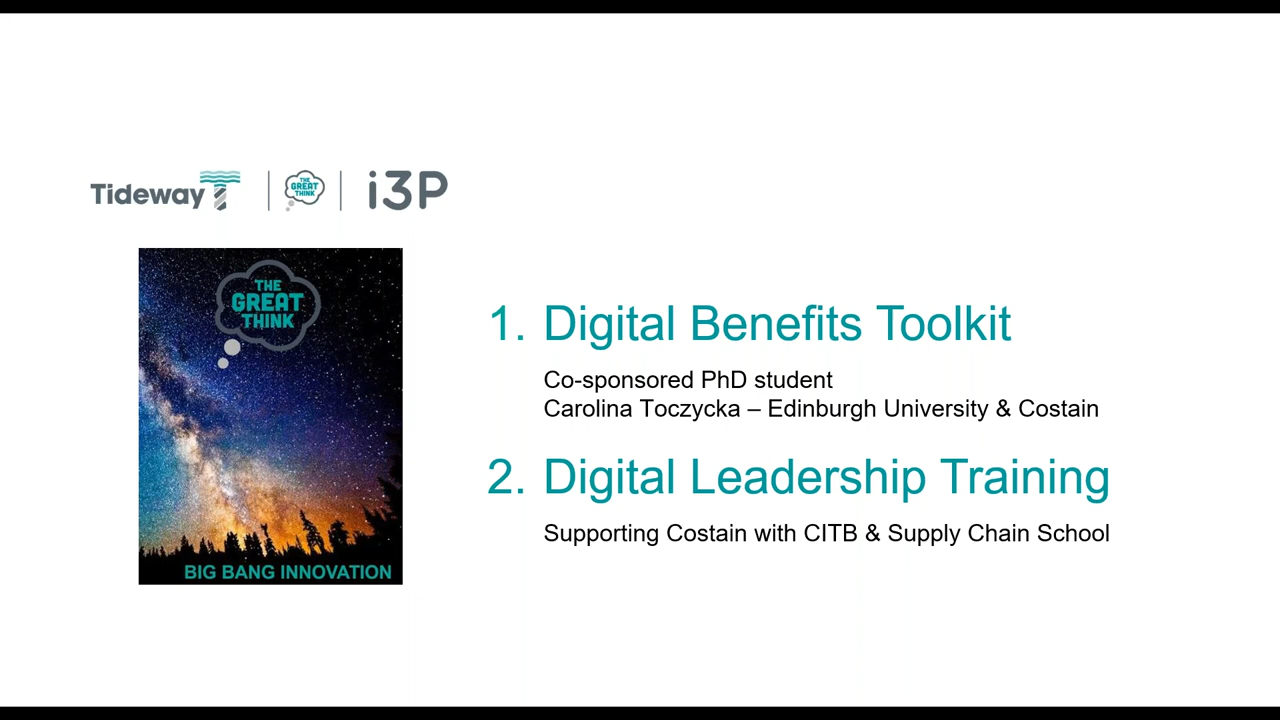 Tideway
THE
GREAT
THINK
i3P
THE
GREAT
THINK
BIG BANG INNOVATION
1. Digital Benefits Toolkit
Co-sponsored PhD student
Carolina Toczycka – Edinburgh University & Costain
2. Digital Leadership Training
Supporting Costain with CITB & Supply Chain School